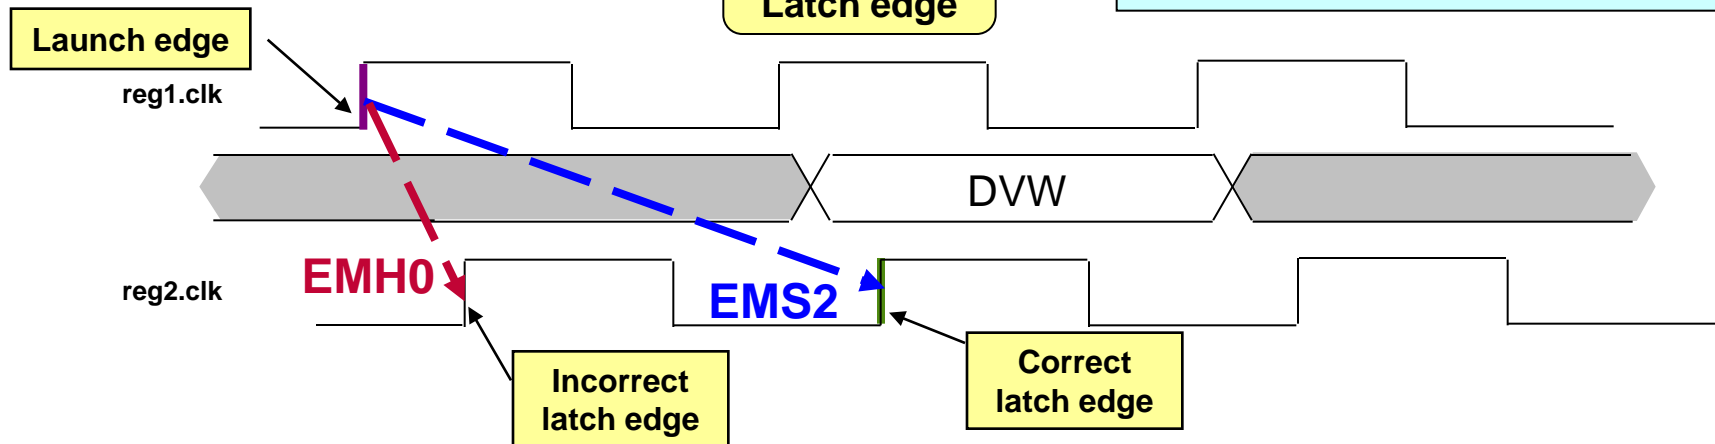 Latch edge
Launch edge
reg1.clk
DVW
EMH0
EMS2
reg2.clk
Incorrect
latch edge
Correct
latch edge